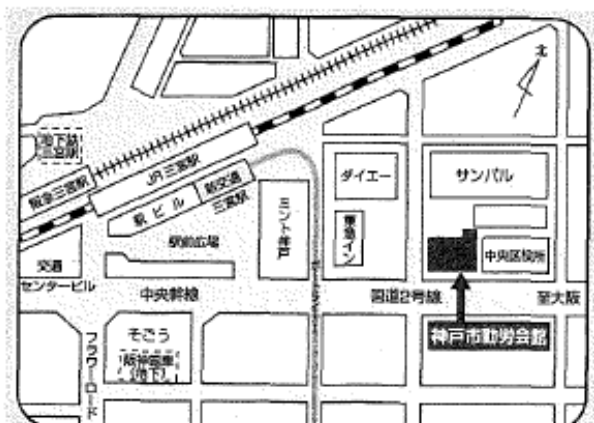 北
地下鉄
三宮駅
JR三宮駅
阪急三宮駅
駅ビル
新交通
三宮駅
ダイエー
サンパル
ミント神戸
東急イン
駅前広場
中央区役所
交通
センタービル
中央幹線
国道2号線
至大阪
神戸市勤労会館
そごう
阪神電車
(地下)
フラワーロード